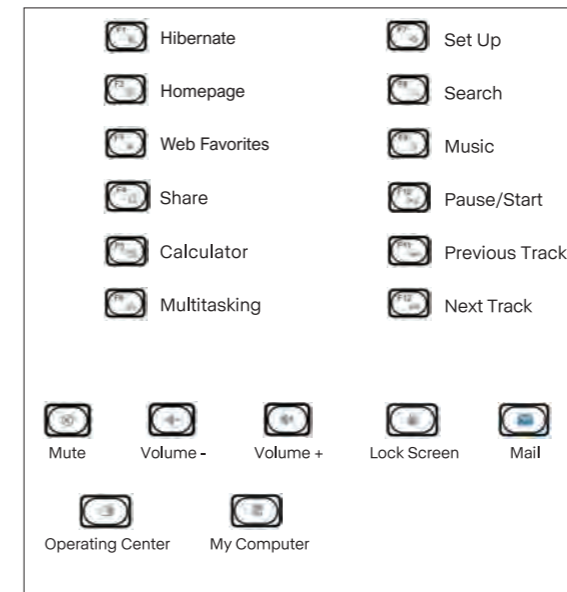 Hibernate
Homepage
Web Favorites
Share
Calculator
Multitasking
Set Up
Search
Music
Pause/Start
Previous Track
F12 Next Track
Mute
Volume -
Volume +
Lock Screen
Mail
Operating Center
My Computer